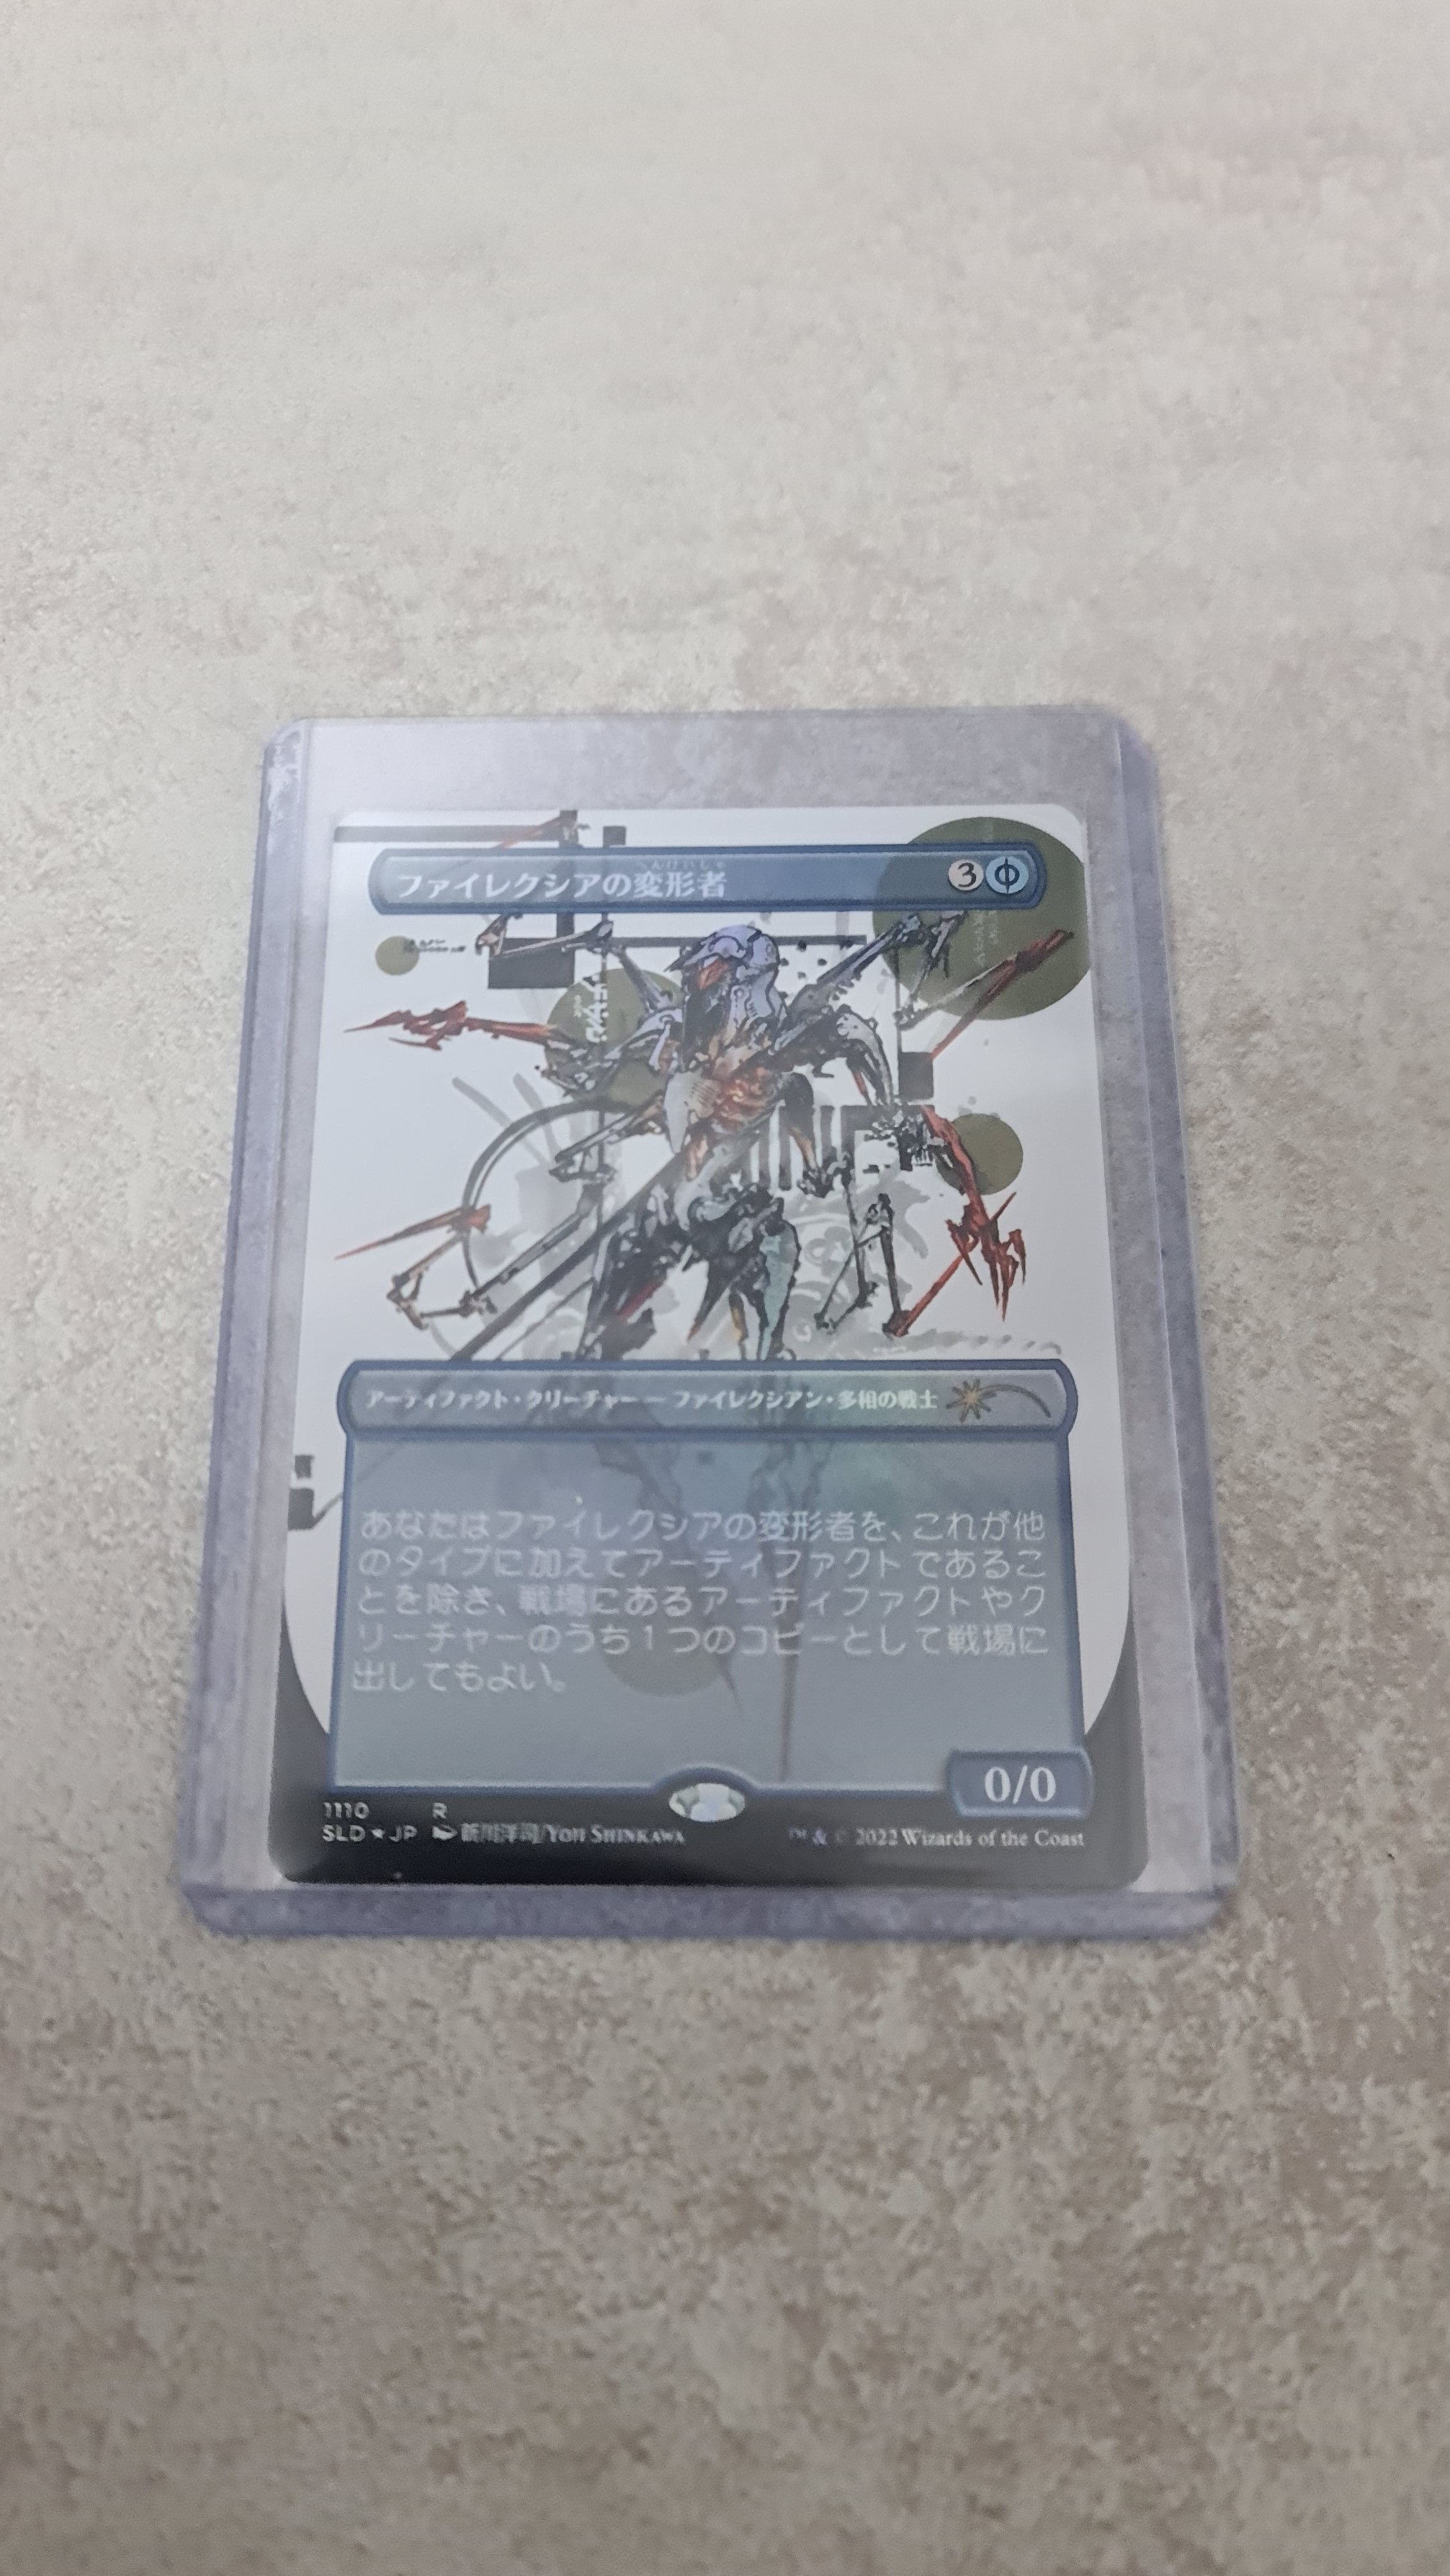 へんけいしゃ
ファイレクシアの変形者 3
アーティファクト・クリーチャー — ファイレクシアン・多相の戦士
あなたはファイレクシアの変形者を、これが他
のタイプに加えてアーティファクトであるこ
とを除き、戦場にあるアーティファクトやク
リーチャーのうち1つのコピーとして戦場に
出してもよい。
0/0
1110 R
SLD★JP 新川洋司/Yoji Shinkawa
™ & © 2022 Wizards of the Coast